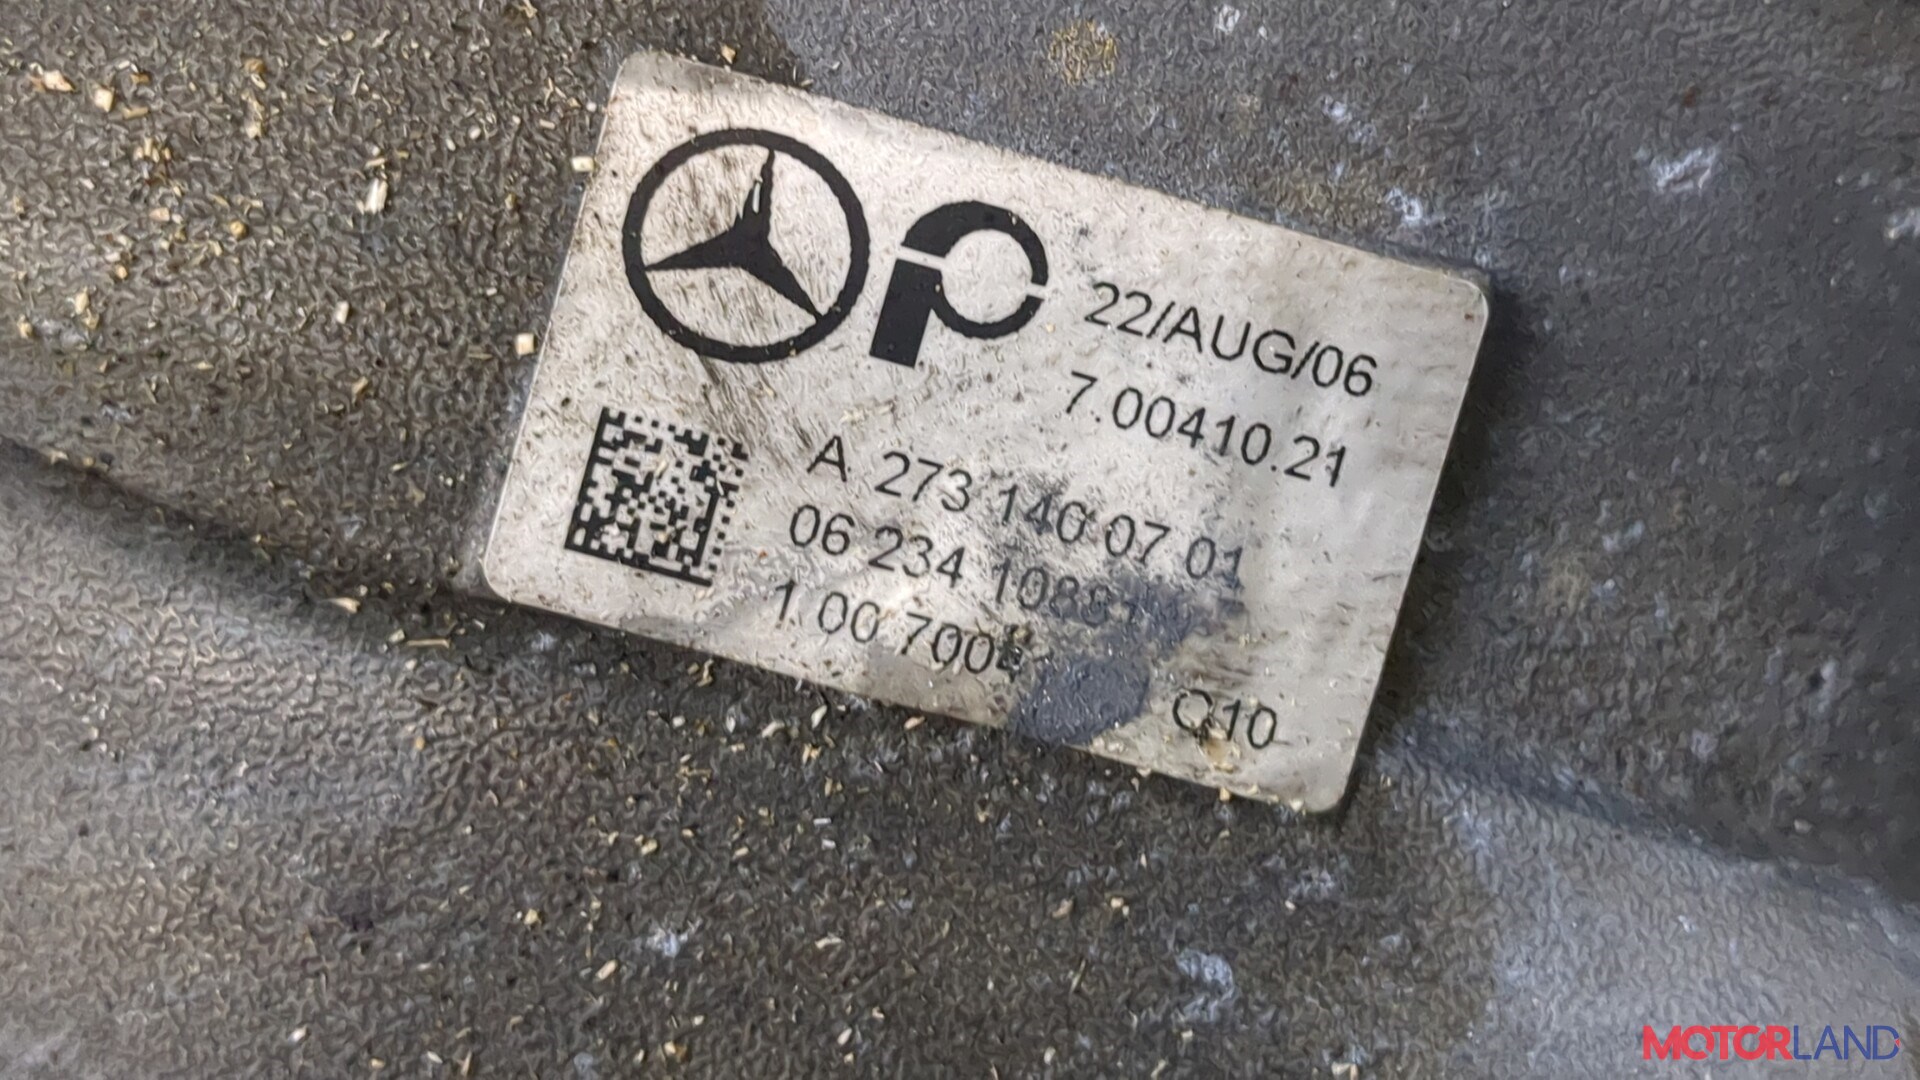 22/AUG/06
7.00410.21
A 273 140 07 01
06 234
1 00
Q10
MOTORLAND